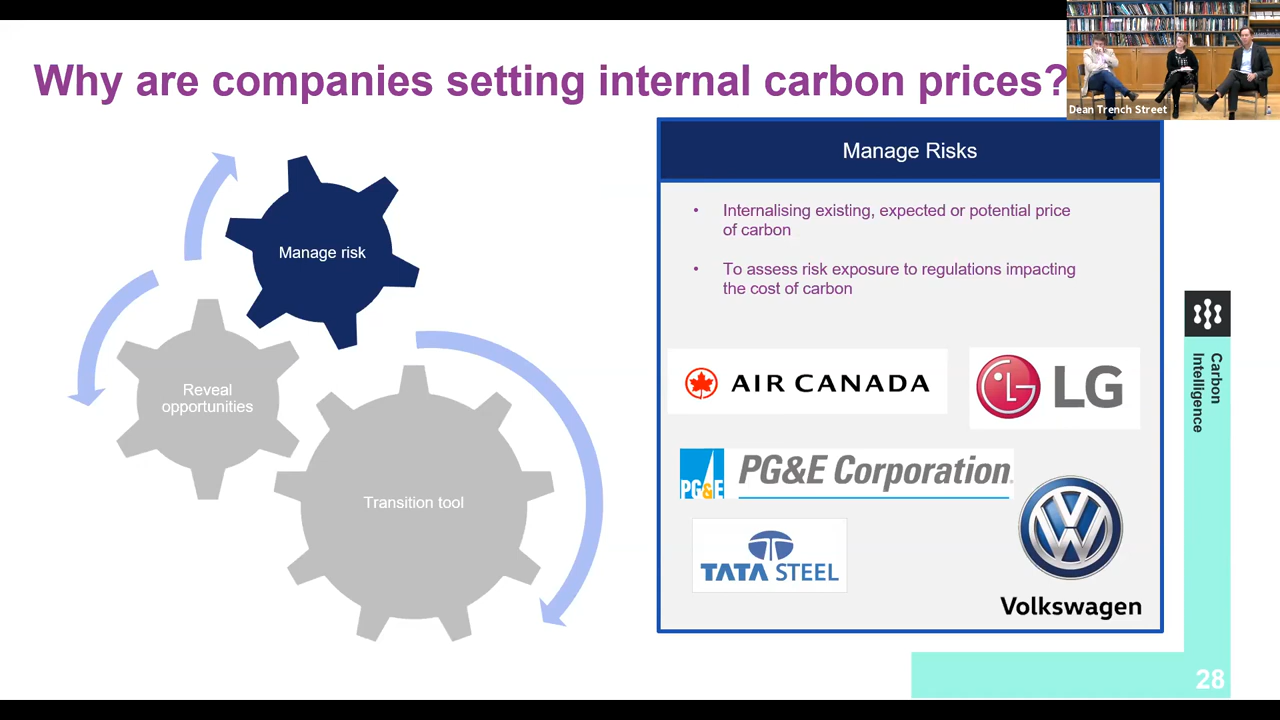 Why are companies setting internal carbon prices?
Dean Trench Street
Manage risk
Reveal
opportunities
Transition tool
Manage Risks
• Internalising existing, expected or potential price
of carbon
• To assess risk exposure to regulations impacting
the cost of carbon
AIR CANADA
LG
PG&E
PG&E Corporation
TATA STEEL
Volkswagen
Carbon
Intelligence
28